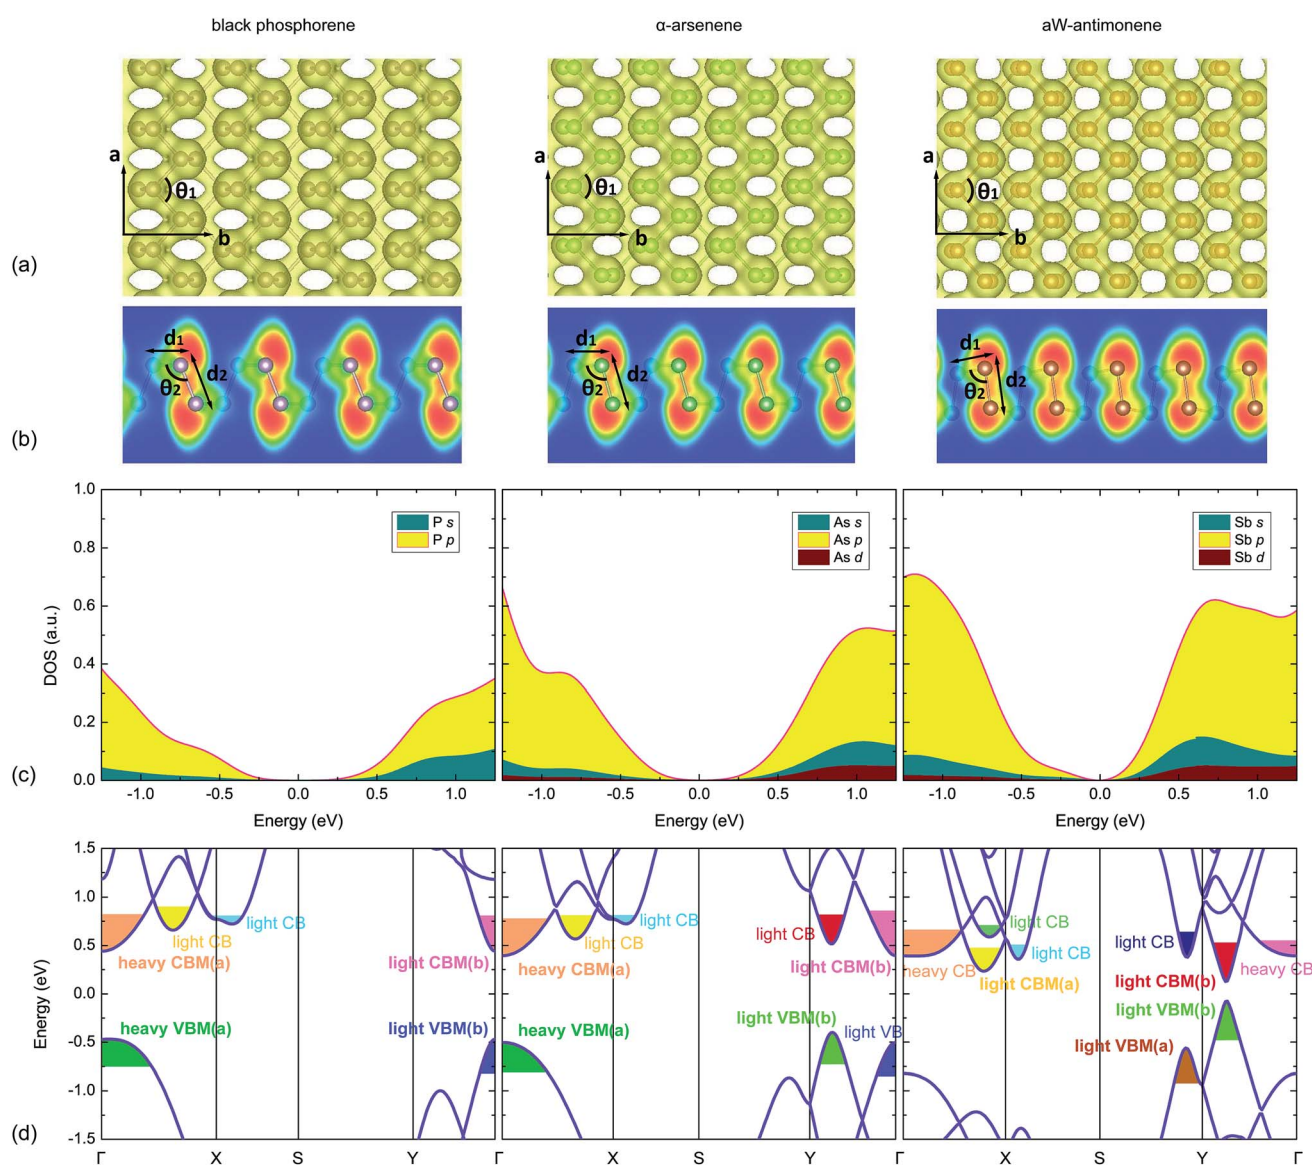 black phosphorene
α-arsenene
aW-antimonene
(a)
a
θ1
b
a
θ1
b
a
θ1
b
(b)
d1
d2
θ2
d1
d2
θ2
d1
d2
θ2
(c)
DOS (a.u.)
1.0
0.8
0.6
0.4
0.2
0.0
P s
P p
As s
As p
As d
Sb s
Sb p
Sb d
-1.0 -0.5 0.0 0.5 1.0
-1.0 -0.5 0.0 0.5 1.0
-1.0 -0.5 0.0 0.5 1.0
Energy (eV)
Energy (eV)
Energy (eV)
(d)
Energy (eV)
1.5
1.0
0.5
0.0
-0.5
-1.0
-1.5
light CB
light CB
heavy CBM(a)
light CBM(b)
heavy VBM(a)
light VBM(b)
light CB
light CB
heavy CBM(a)
light CB
light CBM(b)
heavy VBM(a)
light VBM(b)
light VB
light CB
light CB
heavy CB
light CBM(a)
light CB
light CBM(b)
heavy CB
light VBM(b)
light VBM(a)
Γ X S Y Γ X S Y Γ X S Y Γ